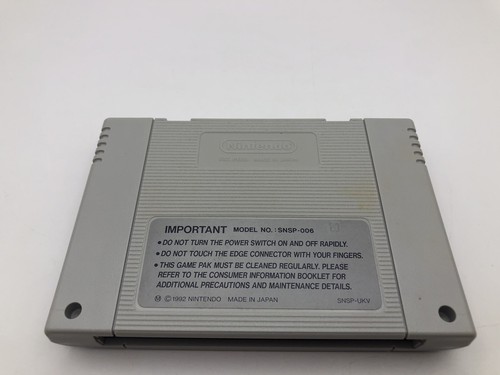 Nintendo
IMPORTANT MODEL NO.: SNSP-006
• DO NOT TURN THE POWER SWITCH ON AND OFF RAPIDLY.
• DO NOT TOUCH THE EDGE CONNECTOR WITH YOUR FINGERS.
• THIS GAME PAK MUST BE CLEANED REGULARLY. PLEASE
REFER TO THE CONSUMER INFORMATION BOOKLET FOR
ADDITIONAL PRECAUTIONS AND MAINTENANCE DETAILS.
Ⓜ ©1992 NINTENDO MADE IN JAPAN SNSP-UKV